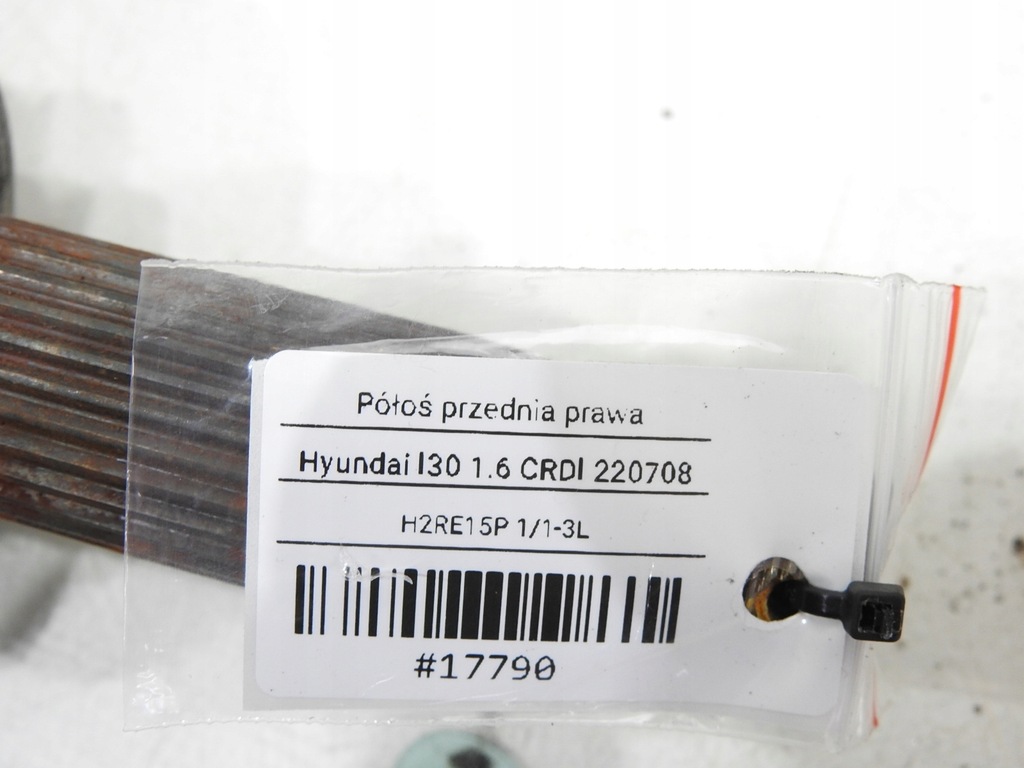 Półoś przednia prawa
Hyundai I30 1.6 CRDI 220708
H2RE15P 1/1-3L
#17790